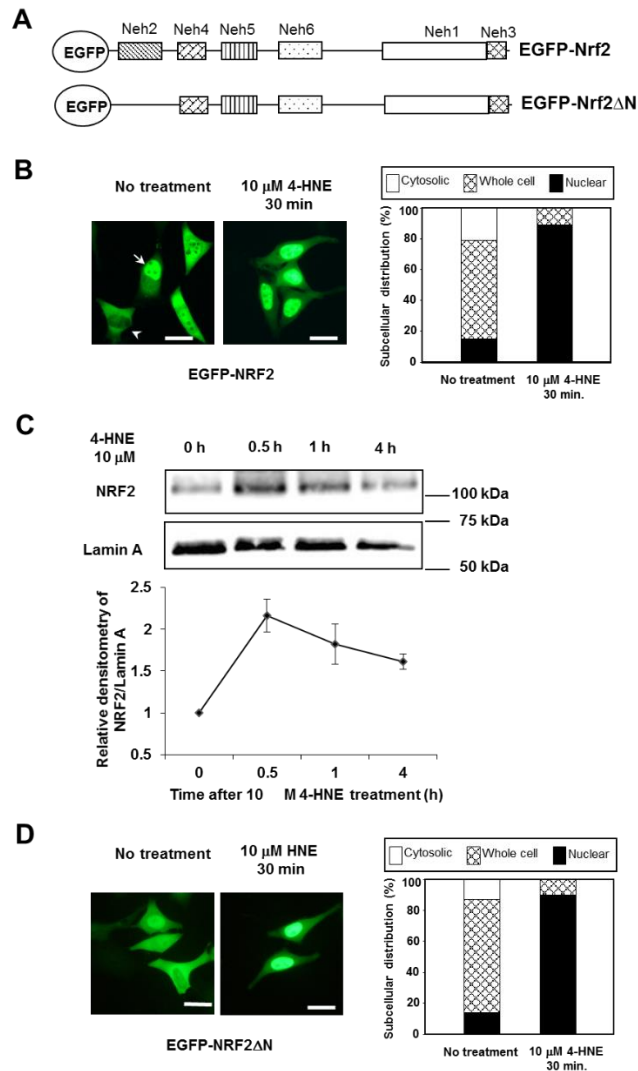 A
Neh2 Neh4 Neh5 Neh6 Neh1 Neh3
EGFP
EGFP-Nrf2
EGFP
EGFP-Nrf2ΔN
B
No treatment
10 μM 4-HNE
30 min
EGFP-NRF2
Cytosolic Whole cell Nuclear
Subcellular distribution (%)
100
80
60
40
20
0
No treatment
10 μM 4-HNE
30 min.
C
4-HNE
10 μM
0 h 0.5 h 1 h 4 h
NRF2
100 kDa
75 kDa
Lamin A
50 kDa
Relative densitometry of
NRF2/Lamin A
2.5
2
1.5
1
0.5
0 0.5 1 4
Time after 10 M 4-HNE treatment (h)
D
No treatment
10 μM HNE
30 min
EGFP-NRF2ΔN
Cytosolic Whole cell Nuclear
Subcellular distribution (%)
100
80
60
40
20
0
No treatment
10 μM 4-HNE
30 min.